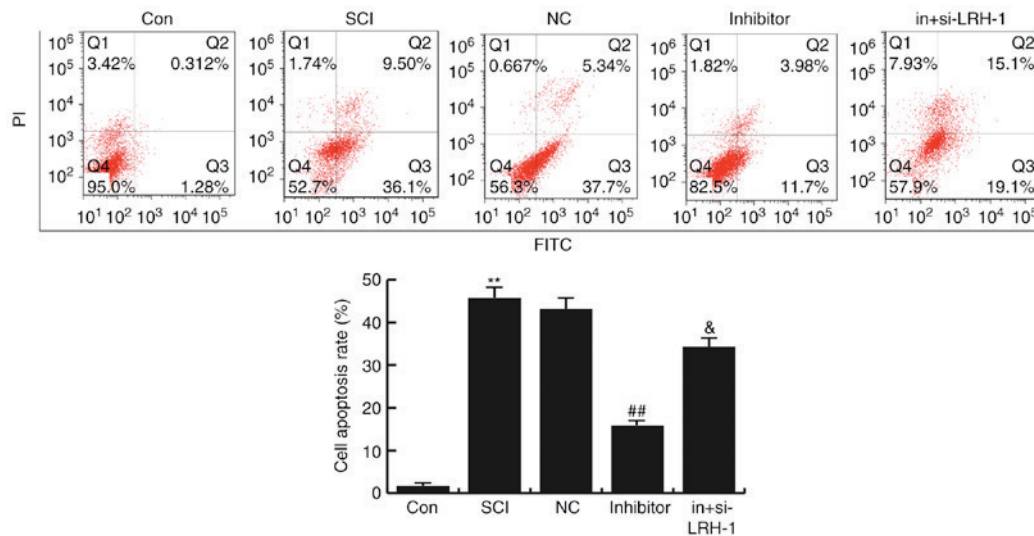 Con SCI NC Inhibitor in+si-LRH-1
PI
10^6 10^5 10^4 10^3 10^2
Q1 Q2
3.42% 0.312%
Q4 Q3
95.0% 1.28%
10^1 10^2 10^3 10^4 10^5
10^6 10^5 10^4 10^3 10^2
Q1 Q2
1.74% 9.50%
Q4 Q3
52.7% 36.1%
10^1 10^2 10^3 10^4 10^5
10^6 10^5 10^4 10^3 10^2
Q1 Q2
0.667% 5.34%
Q4 Q3
56.3% 37.7%
10^1 10^2 10^3 10^4 10^5
10^6 10^5 10^4 10^3 10^2
Q1 Q2
1.82% 3.98%
Q4 Q3
82.5% 11.7%
10^1 10^2 10^3 10^4 10^5
10^6 10^5 10^4 10^3 10^2
Q1 Q2
7.93% 15.1%
Q4 Q3
57.9% 19.1%
10^1 10^2 10^3 10^4 10^5
FITC
Cell apoptosis rate (%)
50
40
30
20
10
0
**
##
&
Con SCI NC Inhibitor in+si-
LRH-1